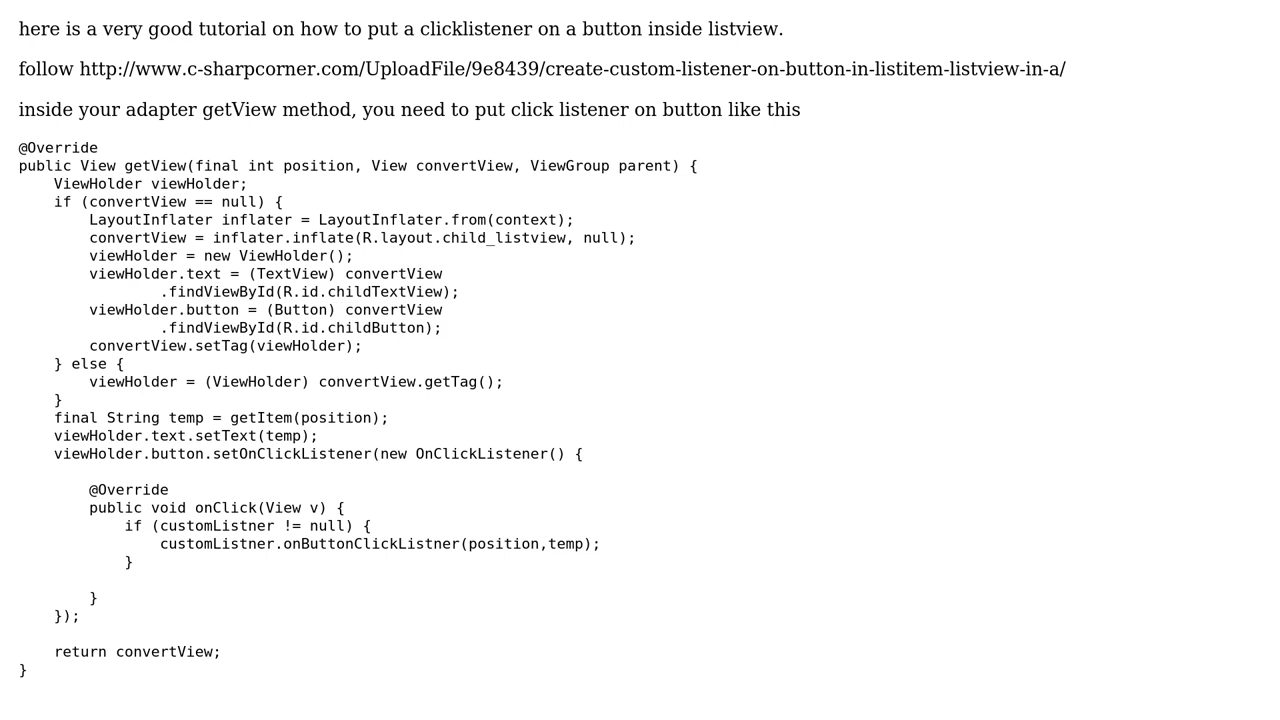 here is a very good tutorial on how to put a clicklistener on a button inside listview.
follow http://www.c-sharpcorner.com/UploadFile/9e8439/create-custom-listener-on-button-in-listitem-listview-in-a/
inside your adapter getView method, you need to put click listener on button like this
@Override
public View getView(final int position, View convertView, ViewGroup parent) {
    ViewHolder viewHolder;
    if (convertView == null) {
        LayoutInflater inflater = LayoutInflater.from(context);
        convertView = inflater.inflate(R.layout.child_listview, null);
        viewHolder = new ViewHolder();
        viewHolder.text = (TextView) convertView
                .findViewById(R.id.childTextView);
        viewHolder.button = (Button) convertView
                .findViewById(R.id.childButton);
        convertView.setTag(viewHolder);
    } else {
        viewHolder = (ViewHolder) convertView.getTag();
    }
    final String temp = getItem(position);
    viewHolder.text.setText(temp);
    viewHolder.button.setOnClickListener(new OnClickListener() {
        @Override
        public void onClick(View v) {
            if (customListner != null) {
                customListner.onButtonClickListner(position,temp);
            }
        }
    });
    return convertView;
}